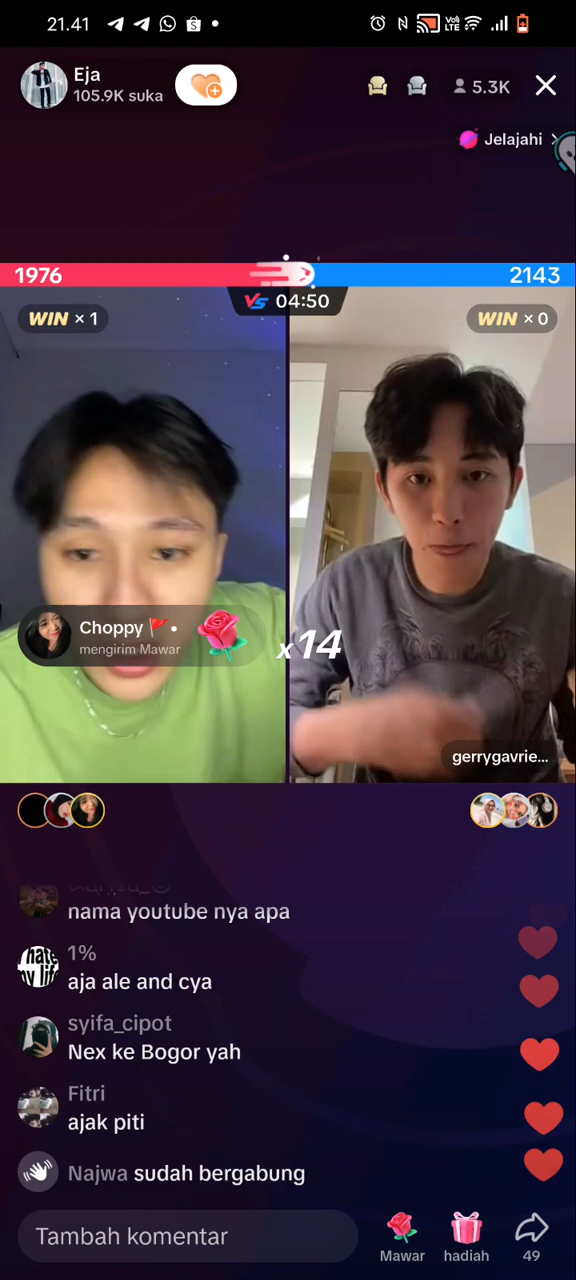 21.41
VoLTE
Eja
105.9K suka
5.3K
Jelajahi
1976
2143
VS 04:50
WIN × 1
WIN × 0
Choppy 🚩•
mengirim Mawar
x14
gerrygavrie...
nama youtube nya apa
1%
aja ale and cya
syifa_cipot
Nex ke Bogor yah
Fitri
ajak piti
Najwa sudah bergabung
Tambah komentar
Mawar
hadiah
49